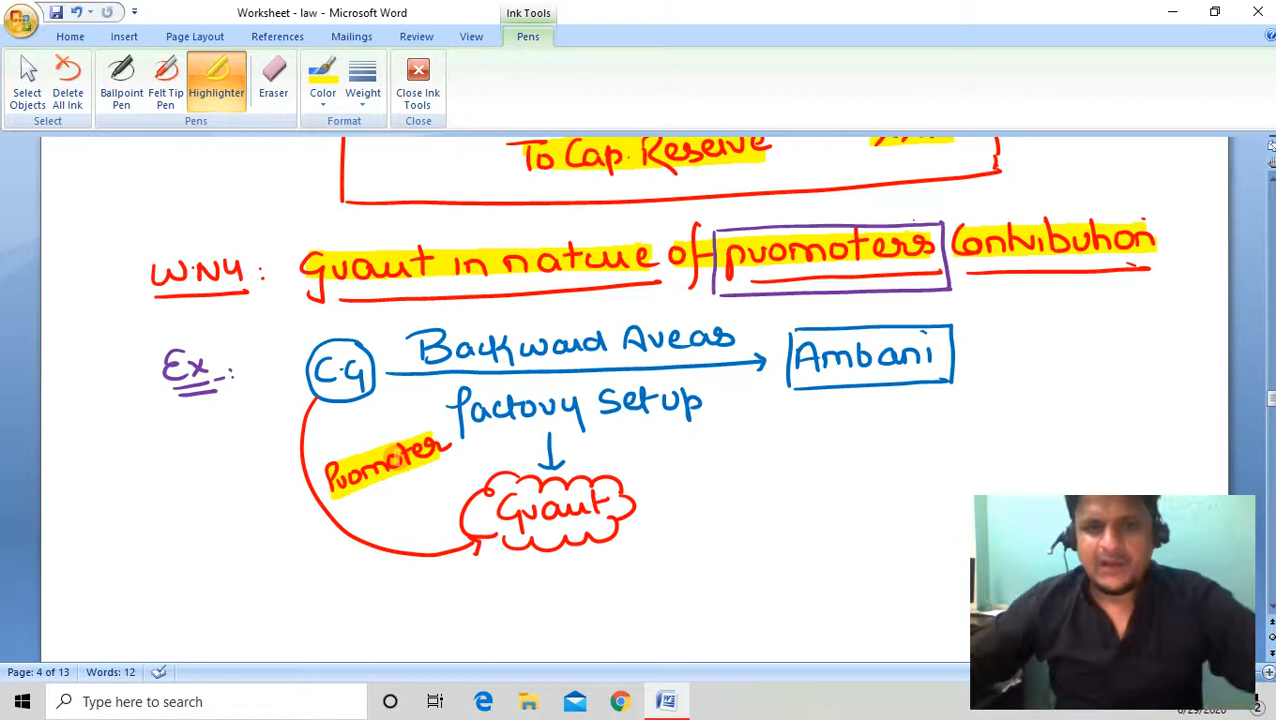 Worksheet - law - Microsoft Word
Ink Tools
Home Insert Page Layout References Mailings Review View Pens
Select Objects
Delete All Ink
Ballpoint Pen
Felt Tip Pen
Highlighter
Eraser
Color
Weight
Close Ink Tools
Select Pens Format Close
To Cap. Reserve
W.N4: Grant in nature of promoters Contribution
Ex -:
C.G
Backward Areas
Ambani
factory Setup
Promoter
Grant
Page: 4 of 13 Words: 12
Type here to search